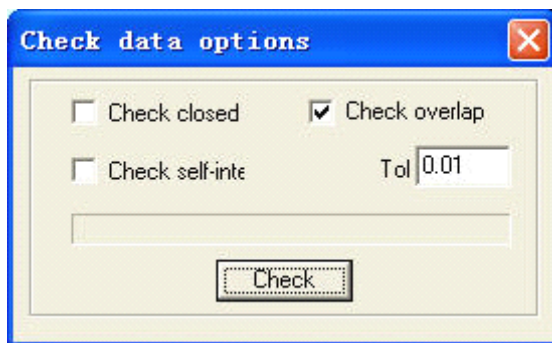 Check data options
Check closed
Check overlap
Check self-inte
Tol 0.01
Check